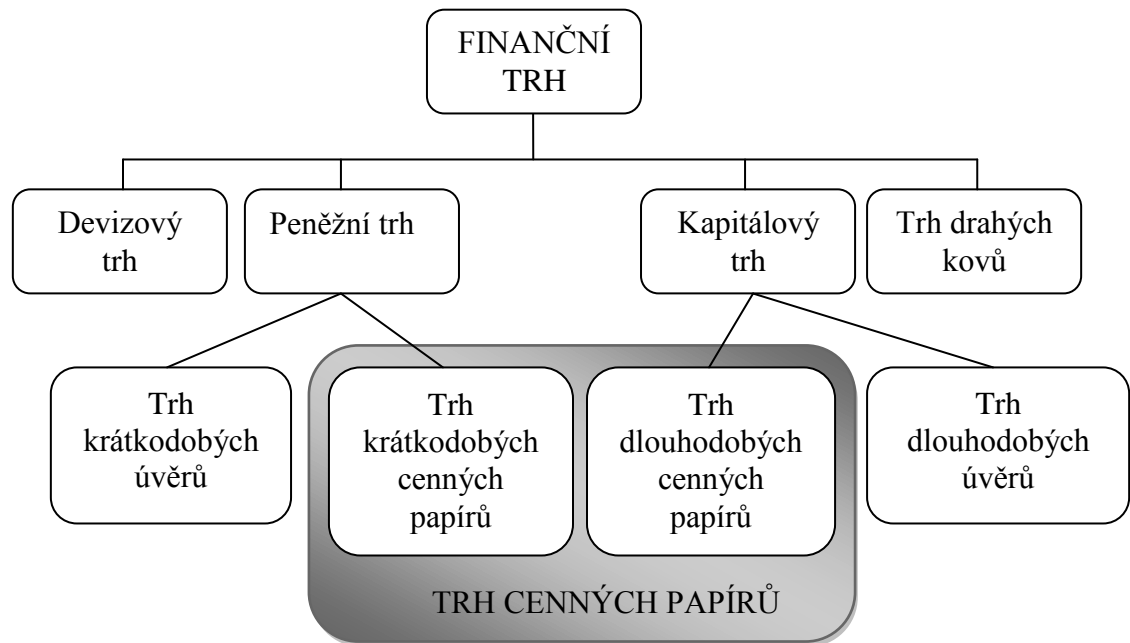 FINANČNÍ
TRH
Devizový
trh
Peněžní trh
Kapitálový
trh
Trh drahých
kovů
Trh
krátkodobých
úvěrů
Trh
krátkodobých
cenných
papírů
Trh
dlouhodobých
cenných
papírů
Trh
dlouhodobých
úvěrů
TRH CENNÝCH PAPÍRŮ